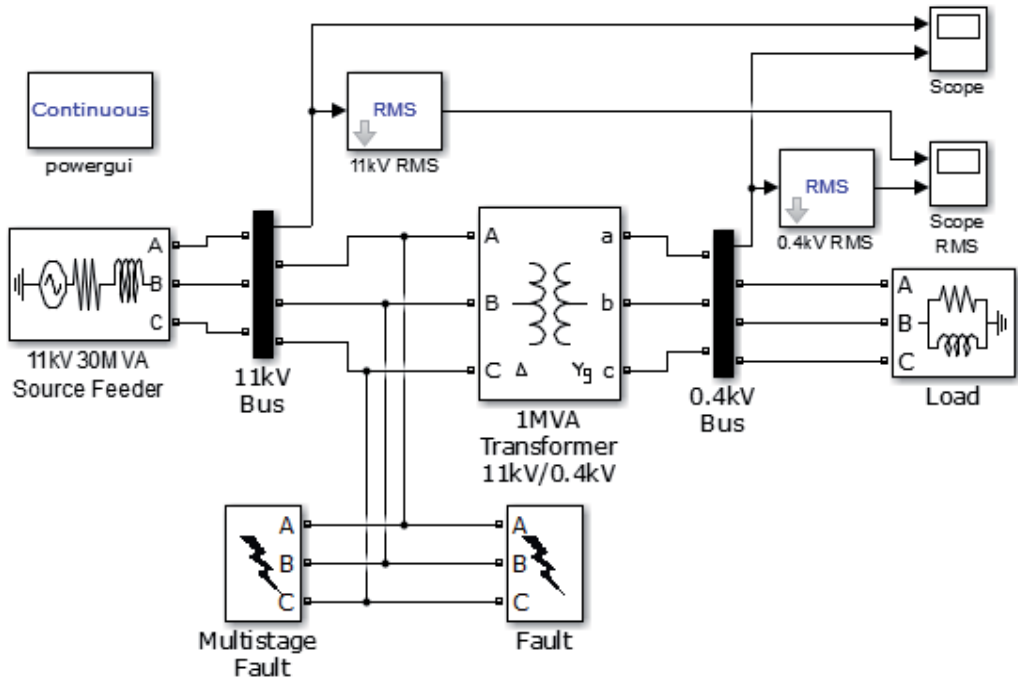 Scope
Continuous
powergui
RMS
11kV RMS
RMS
0.4kV RMS
Scope
RMS
A
B
C
11kV 30MVA
Source Feeder
11kV
Bus
A
B
C
Δ
Yg
a
b
c
1MVA
Transformer
11kV/0.4kV
0.4kV
Bus
A
B
C
Load
A
B
C
Multistage
Fault
A
B
C
Fault